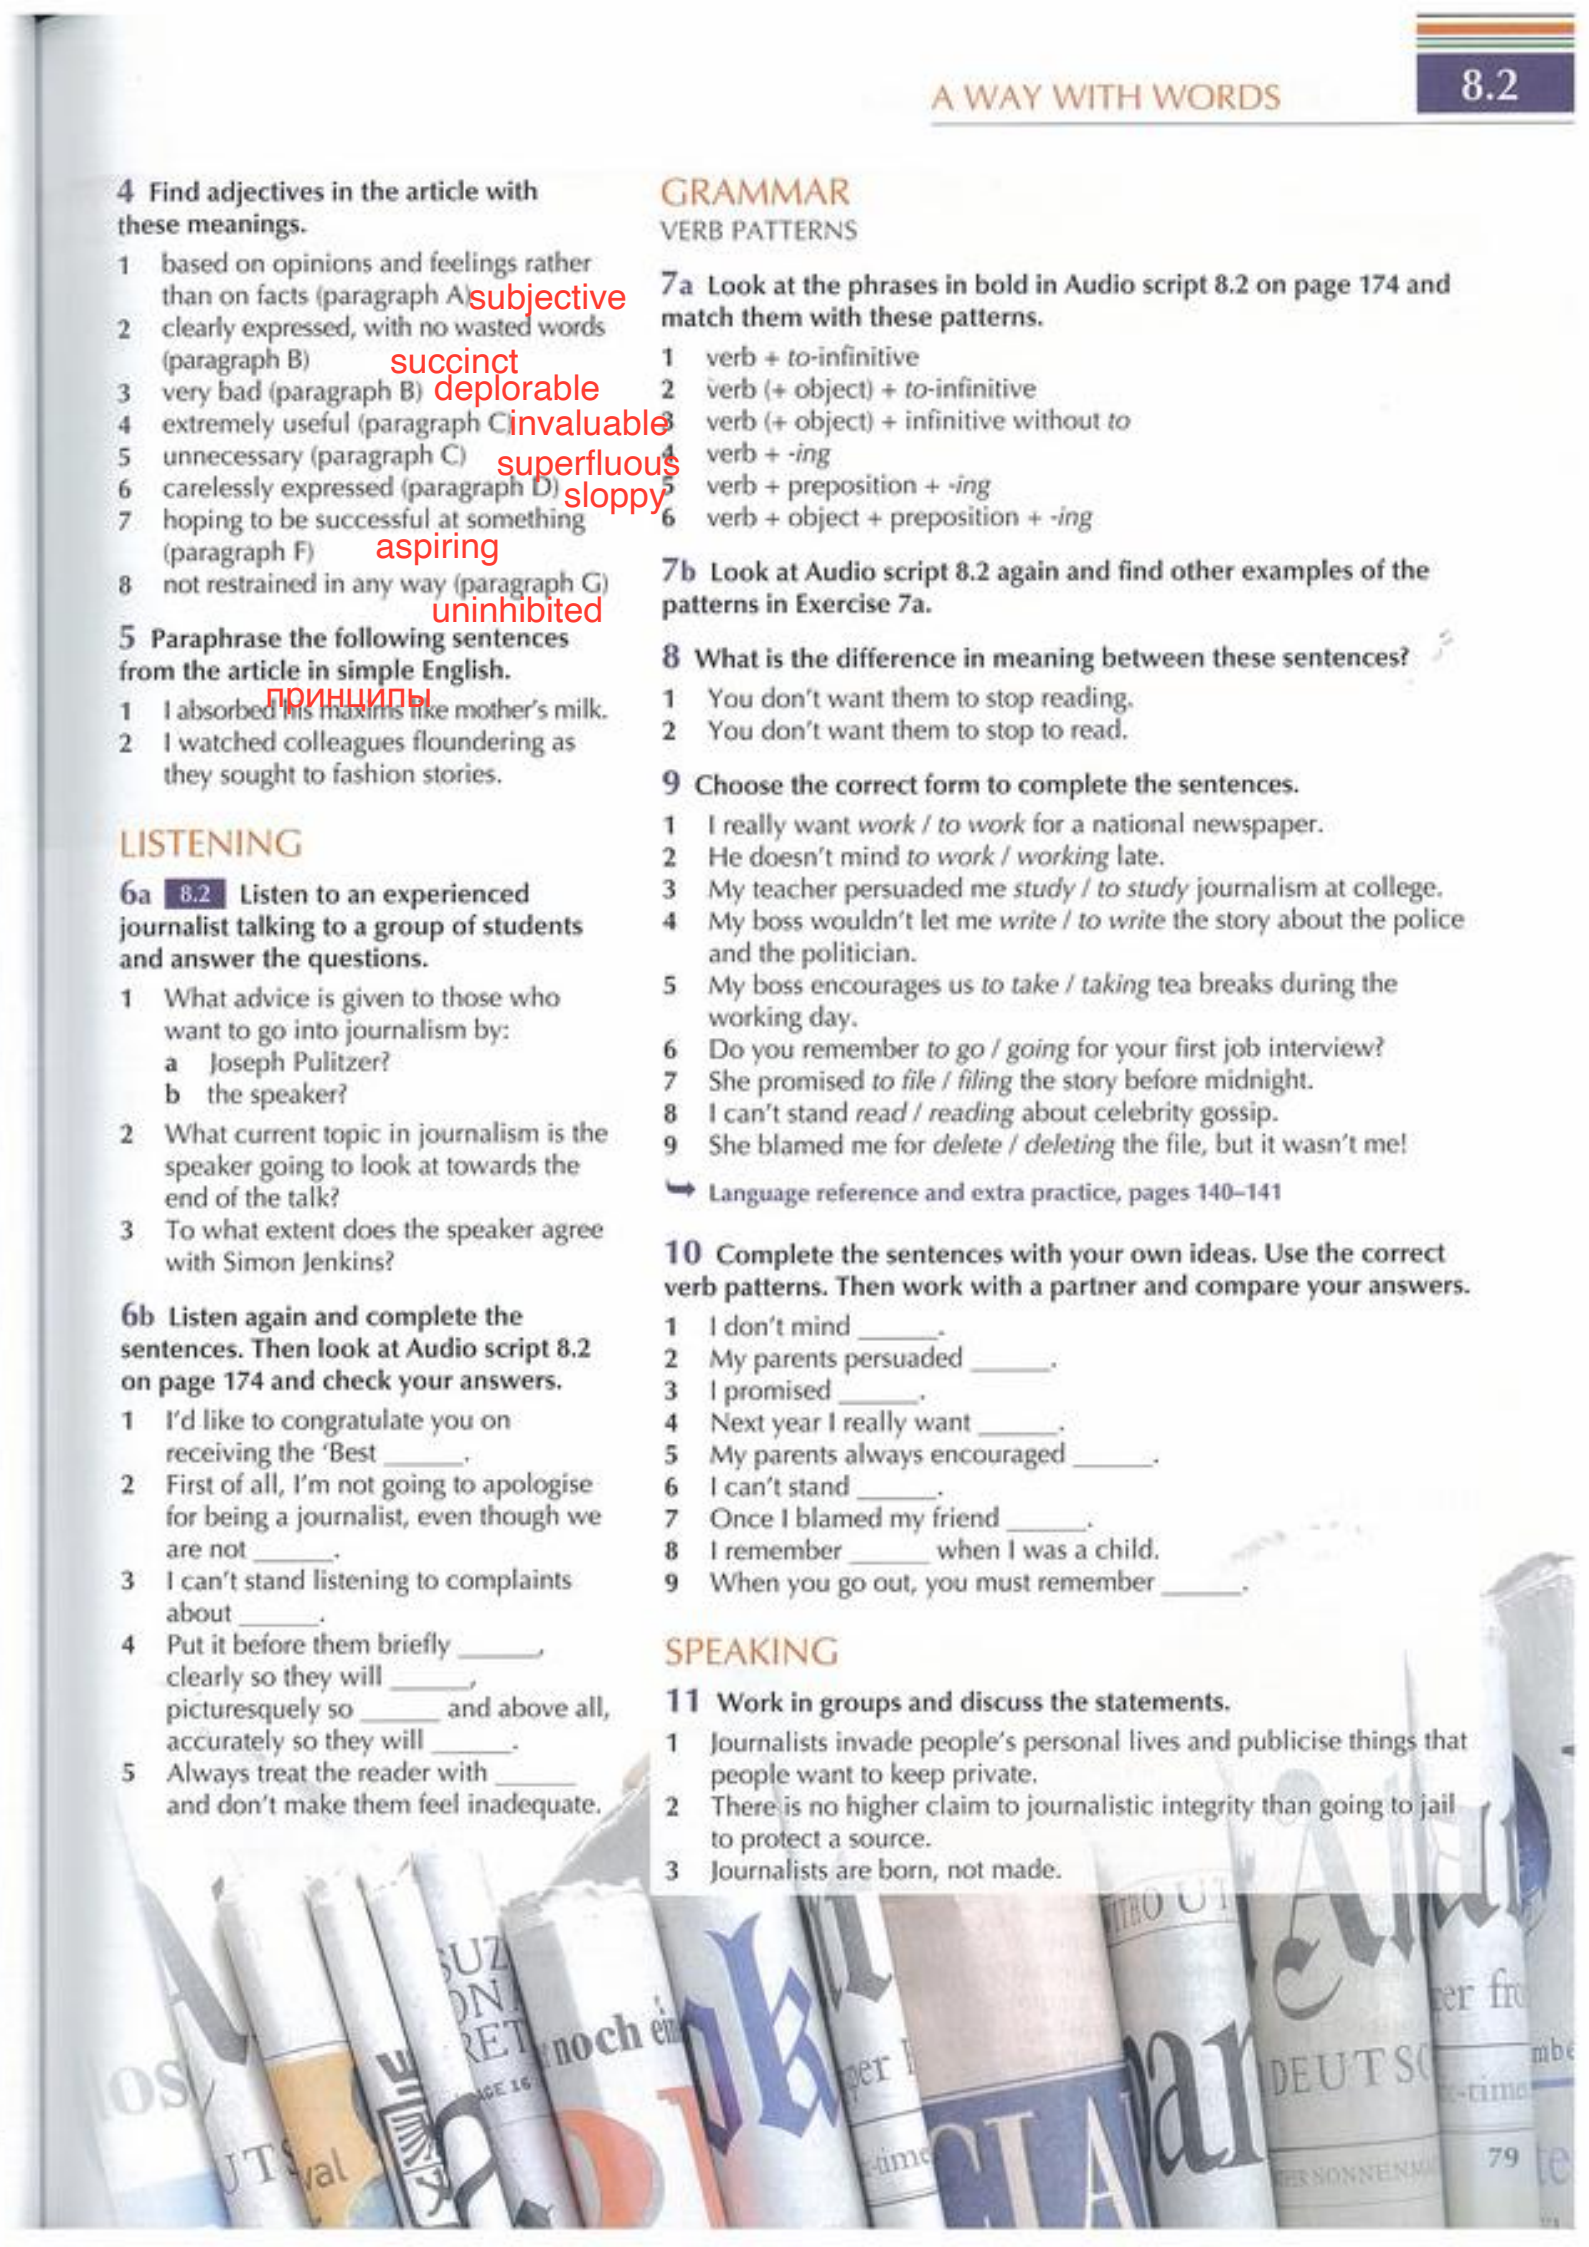 A WAY WITH WORDS
8.2
4 Find adjectives in the article with
these meanings.
1 based on opinions and feelings rather
than on facts (paragraph A) subjective
2 clearly expressed, with no wasted words
(paragraph B) succinct
3 very bad (paragraph B) deplorable
4 extremely useful (paragraph C) invaluable
5 unnecessary (paragraph C) superfluous
6 carelessly expressed (paragraph D) sloppy
7 hoping to be successful at something
(paragraph F) aspiring
8 not restrained in any way (paragraph G)
uninhibited
5 Paraphrase the following sentences
from the article in simple English.
принципы
1 I absorbed his maxims like mother's milk.
2 I watched colleagues floundering as
they sought to fashion stories.
LISTENING
6a 8.2 Listen to an experienced
journalist talking to a group of students
and answer the questions.
1 What advice is given to those who
want to go into journalism by:
a Joseph Pulitzer?
b the speaker?
2 What current topic in journalism is the
speaker going to look at towards the
end of the talk?
3 To what extent does the speaker agree
with Simon Jenkins?
6b Listen again and complete the
sentences. Then look at Audio script 8.2
on page 174 and check your answers.
1 I'd like to congratulate you on
receiving the 'Best ______.
2 First of all, I'm not going to apologise
for being a journalist, even though we
are not ______.
3 I can't stand listening to complaints
about ______.
4 Put it before them briefly ______,
clearly so they will ______,
picturesquely so ______ and above all,
accurately so they will ______.
5 Always treat the reader with ______
and don't make them feel inadequate.
GRAMMAR
VERB PATTERNS
7a Look at the phrases in bold in Audio script 8.2 on page 174 and
match them with these patterns.
1 verb + to-infinitive
2 verb (+ object) + to-infinitive
3 verb (+ object) + infinitive without to
4 verb + -ing
5 verb + preposition + -ing
6 verb + object + preposition + -ing
7b Look at Audio script 8.2 again and find other examples of the
patterns in Exercise 7a.
8 What is the difference in meaning between these sentences?
1 You don't want them to stop reading.
2 You don't want them to stop to read.
9 Choose the correct form to complete the sentences.
1 I really want work / to work for a national newspaper.
2 He doesn't mind to work / working late.
3 My teacher persuaded me study / to study journalism at college.
4 My boss wouldn't let me write / to write the story about the police
and the politician.
5 My boss encourages us to take / taking tea breaks during the
working day.
6 Do you remember to go / going for your first job interview?
7 She promised to file / filing the story before midnight.
8 I can't stand read / reading about celebrity gossip.
9 She blamed me for delete / deleting the file, but it wasn't me!
Language reference and extra practice, pages 140–141
10 Complete the sentences with your own ideas. Use the correct
verb patterns. Then work with a partner and compare your answers.
1 I don't mind ______.
2 My parents persuaded ______.
3 I promised ______.
4 Next year I really want ______.
5 My parents always encouraged ______.
6 I can't stand ______.
7 Once I blamed my friend ______.
8 I remember ______ when I was a child.
9 When you go out, you must remember ______.
SPEAKING
11 Work in groups and discuss the statements.
1 Journalists invade people's personal lives and publicise things that
people want to keep private.
2 There is no higher claim to journalistic integrity than going to jail
to protect a source.
3 Journalists are born, not made.
noch
DEUTSC
79